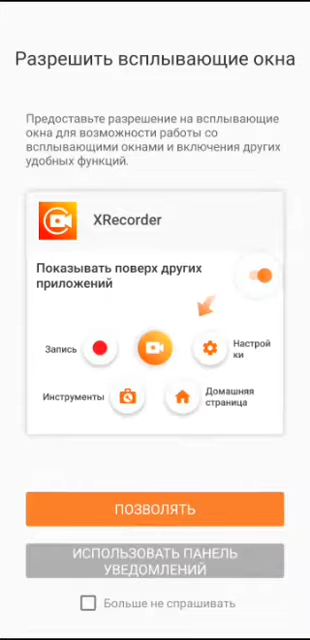 Разрешить всплывающие окна
Предоставьте разрешение на всплывающие
окна для возможности работы со
всплывающими окнами и включения других
удобных функций.
XRecorder
Показывать поверх других
приложений
Запись
Настрой
ки
Инструменты
Домашняя
страница
ПОЗВОЛЯТЬ
ИСПОЛЬЗОВАТЬ ПАНЕЛЬ
УВЕДОМЛЕНИЙ
Больше не спрашивать